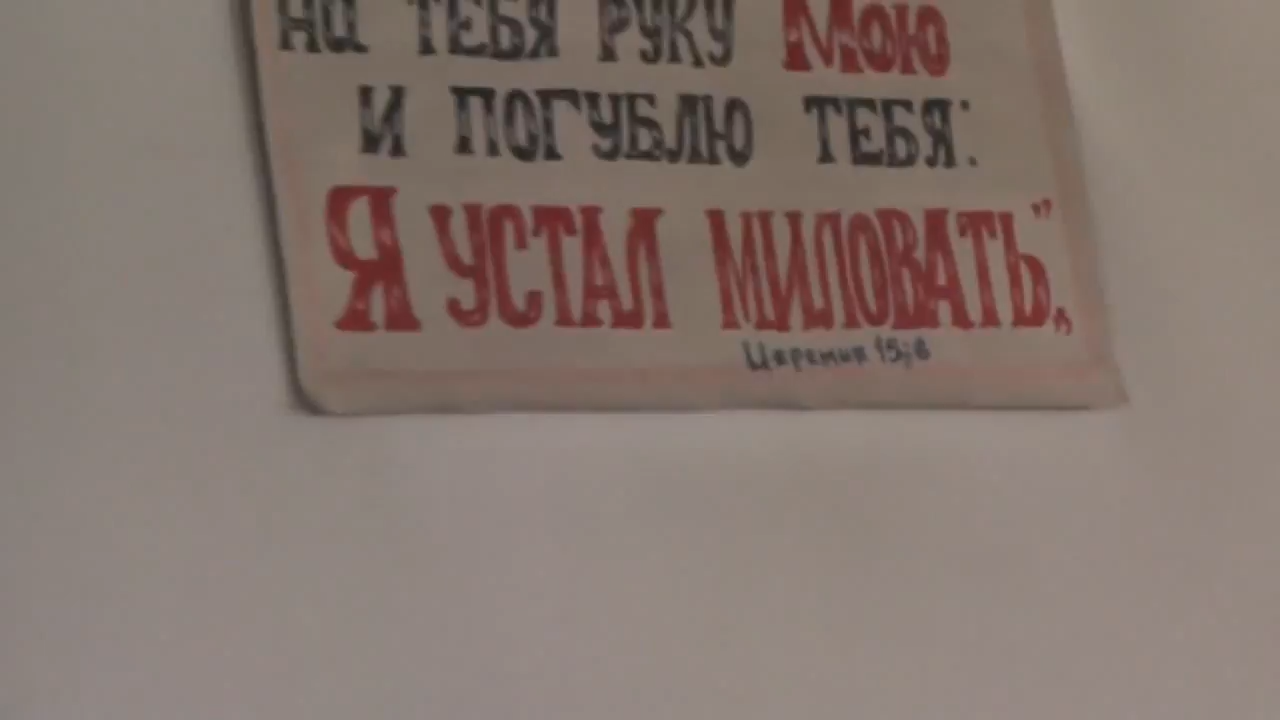 на ТЕБЯ РУКУ Мою
И ПОГУБЛЮ ТЕБЯ:
Я УСТАЛ МИЛОВАТЬ"„
Иеремия 15;6